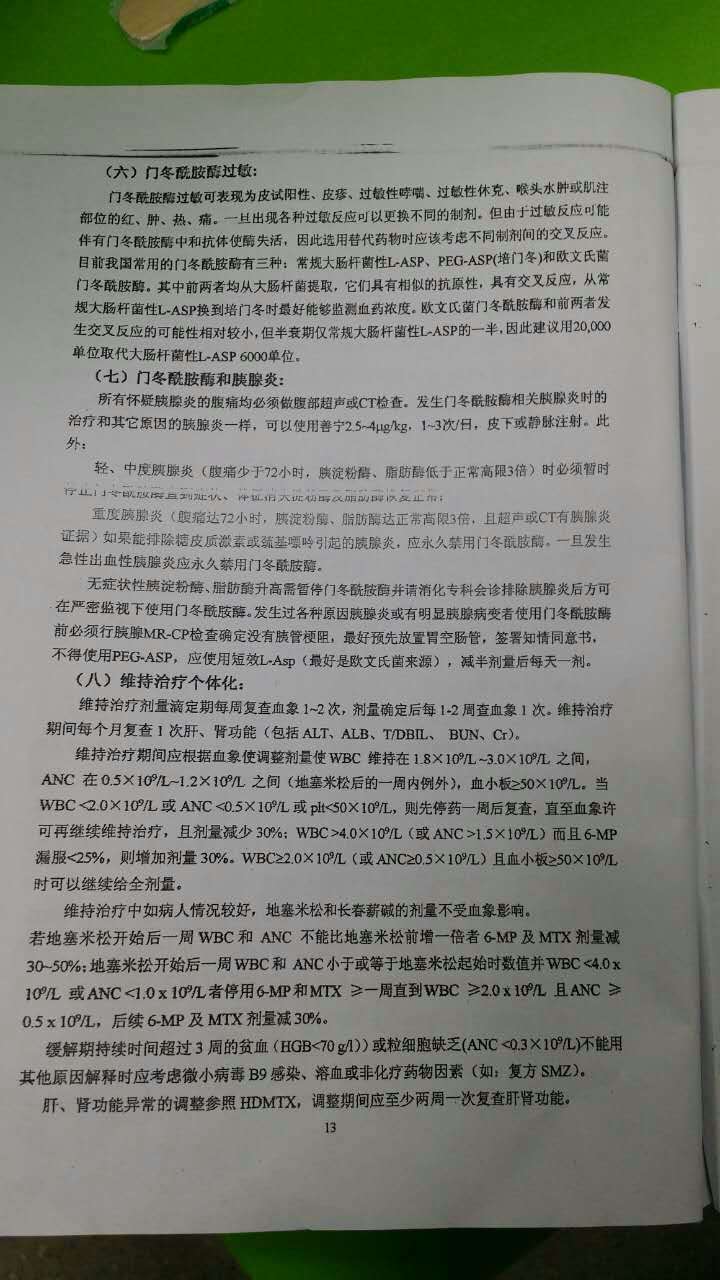 （六）门冬酰胺酶过敏：
门冬酰胺酶过敏可表现为皮试阳性、皮疹、过敏性哮喘、过敏性休克、喉头水肿或肌注
部位的红、肿、热、痛。一旦出现各种过敏反应可以更换不同的制剂。但由于过敏反应可能
伴有门冬酰胺酶中和抗体使酶失活，因此选用替代药物时应该考虑不同制剂间的交叉反应。
目前我国常用的门冬酰胺酶有三种：常规大肠杆菌性L-ASP、PEG-ASP(培门冬)和欧文氏菌
门冬酰胺酶。其中前两者均从大肠杆菌提取，它们具有相似的抗原性，具有交叉反应，从常
规大肠杆菌性L-ASP换到培门冬时最好能够监测血药浓度。欧文氏菌门冬酰胺酶和前两者发
生交叉反应的可能性相对较小，但半衰期仅常规大肠杆菌性L-ASP的一半，因此建议用20,000
单位取代大肠杆菌性L-ASP 6000单位。
（七）门冬酰胺酶和胰腺炎：
所有怀疑胰腺炎的腹痛均必须做腹部超声或CT检查。发生门冬酰胺酶相关胰腺炎时的
治疗和其它原因的胰腺炎一样，可以使用善宁2.5~4μg/kg，1~3次/日，皮下或静脉注射。此
外：
轻、中度胰腺炎（腹痛少于72小时，胰淀粉酶、脂肪酶低于正常高限3倍）时必须暂时
停止门冬酰胺酶直到症状、体征消失淀粉酶及脂肪酶恢复正常；
重度胰腺炎（腹痛达72小时，胰淀粉酶、脂肪酶达正常高限3倍，且超声或CT有胰腺炎
证据）如果能排除糖皮质激素或巯基嘌呤引起的胰腺炎，应永久禁用门冬酰胺酶。一旦发生
急性出血性胰腺炎应永久禁用门冬酰胺酶。
无症状性胰淀粉酶、脂肪酶升高需暂停门冬酰胺酶并请消化专科会诊排除胰腺炎后方可
在严密监视下使用门冬酰胺酶。发生过各种原因胰腺炎或有明显胰腺病变者使用门冬酰胺酶
前必须行胰腺MR-CP检查确定没有胰管梗阻，最好预先放置胃空肠管，签署知情同意书，
不得使用PEG-ASP，应使用短效L-Asp（最好是欧文氏菌来源），减半剂量后每天一剂。
（八）维持治疗个体化：
维持治疗剂量滴定期每周复查血象 1~2 次，剂量确定后每 1-2 周查血象 1 次。维持治疗
期间每个月复查 1 次肝、肾功能（包括 ALT、ALB、T/DBIL、 BUN、Cr）。
维持治疗期间应根据血象使调整剂量使 WBC 维持在 1.8×10⁹/L ~3.0×10⁹/L 之间，
ANC 在 0.5×10⁹/L~1.2×10⁹/L 之间（地塞米松后的一周内例外），血小板≥50×10⁹/L。当
WBC <2.0×10⁹/L 或 ANC <0.5×10⁹/L 或 plt<50×10⁹/L，则先停药一周后复查，直至血象许
可再继续维持治疗，且剂量减少 30%；WBC >4.0×10⁹/L（或 ANC >1.5×10⁹/L）而且 6-MP
漏服<25%，则增加剂量 30%。WBC≥2.0×10⁹/L（或 ANC≥0.5×10⁹/L）且血小板≥50×10⁹/L
时可以继续给全剂量。
维持治疗中如病人情况较好，地塞米松和长春薪碱的剂量不受血象影响。
若地塞米松开始后一周 WBC 和 ANC 不能比地塞米松前增一倍者 6-MP 及 MTX 剂量减
30~50%；地塞米松开始后一周 WBC 和 ANC 小于或等于地塞米松起始时数值并 WBC <4.0 x
10⁹/L 或 ANC <1.0 x 10⁹/L 者停用 6-MP 和 MTX ≥一周直到 WBC ≥2.0 x 10⁹/L 且 ANC ≥
0.5 x 10⁹/L，后续 6-MP 及 MTX 剂量减 30%。
缓解期持续时间超过 3 周的贫血（HGB<70 g/l)）或粒细胞缺乏(ANC <0.3×10⁹/L)不能用
其他原因解释时应考虑微小病毒 B9 感染、溶血或非化疗药物因素（如：复方 SMZ）。
肝、肾功能异常的调整参照 HDMTX，调整期间应至少两周一次复查肝肾功能。
13